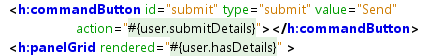 <h:commandButton id="submit" type="submit" value="Send"
action="#{user.submitDetails}"></h:commandButton>
<h:panelGrid rendered="#{user.hasDetails}" >